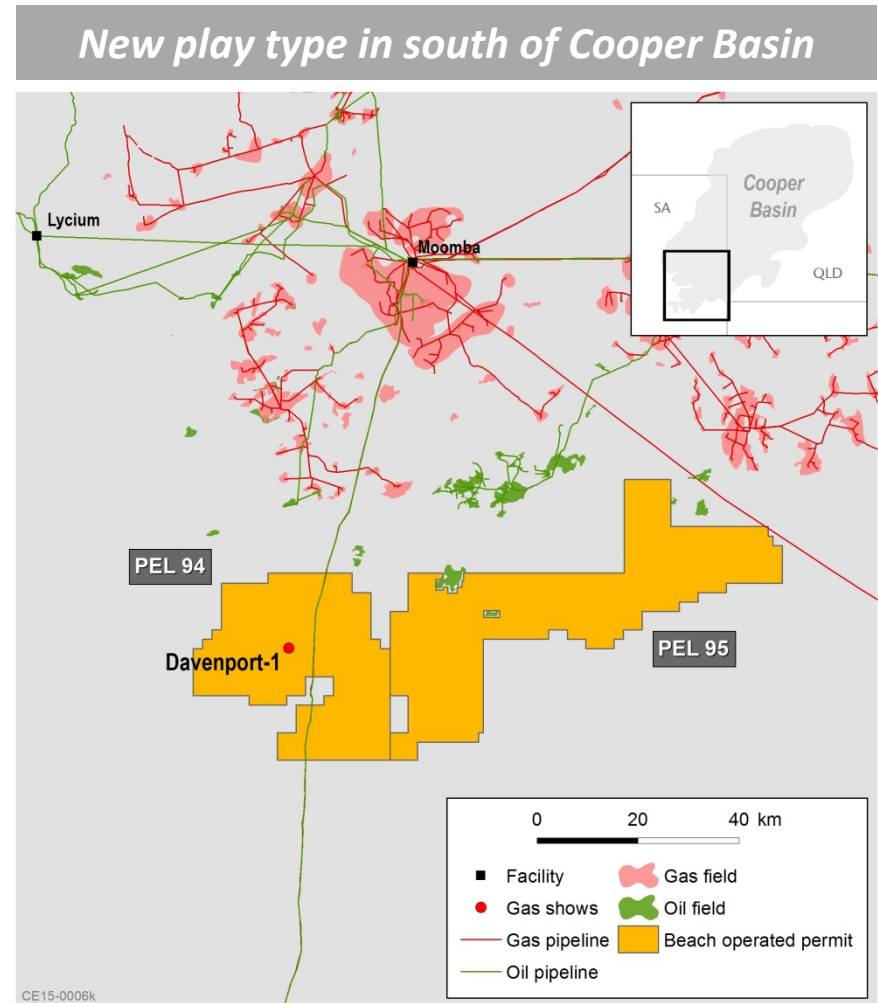 New play type in south of Cooper Basin
Cooper
Basin
SA
QLD
Lycium
Moomba
PEL 94
Davenport-1
PEL 95
0 20 40 km
Facility
Gas field
Gas shows
Oil field
Gas pipeline
Beach operated permit
Oil pipeline
CE15-0006k